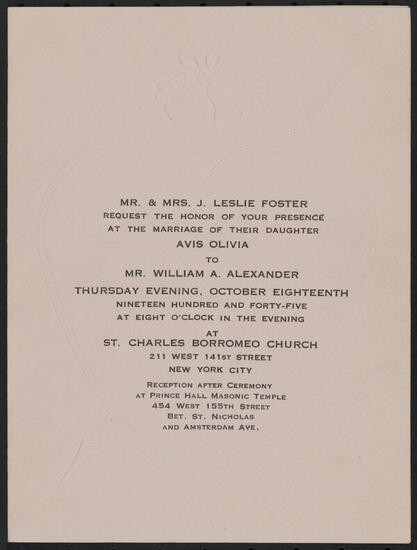 MR. & MRS. J. LESLIE FOSTER
REQUEST THE HONOR OF YOUR PRESENCE
AT THE MARRIAGE OF THEIR DAUGHTER
AVIS OLIVIA
TO
MR. WILLIAM A. ALEXANDER
THURSDAY EVENING, OCTOBER EIGHTEENTH
NINETEEN HUNDRED AND FORTY-FIVE
AT EIGHT O'CLOCK IN THE EVENING
AT
ST. CHARLES BORROMEO CHURCH
211 WEST 141ST STREET
NEW YORK CITY
RECEPTION AFTER CEREMONY
AT PRINCE HALL MASONIC TEMPLE
454 WEST 155TH STREET
BET. ST. NICHOLAS
AND AMSTERDAM AVE.